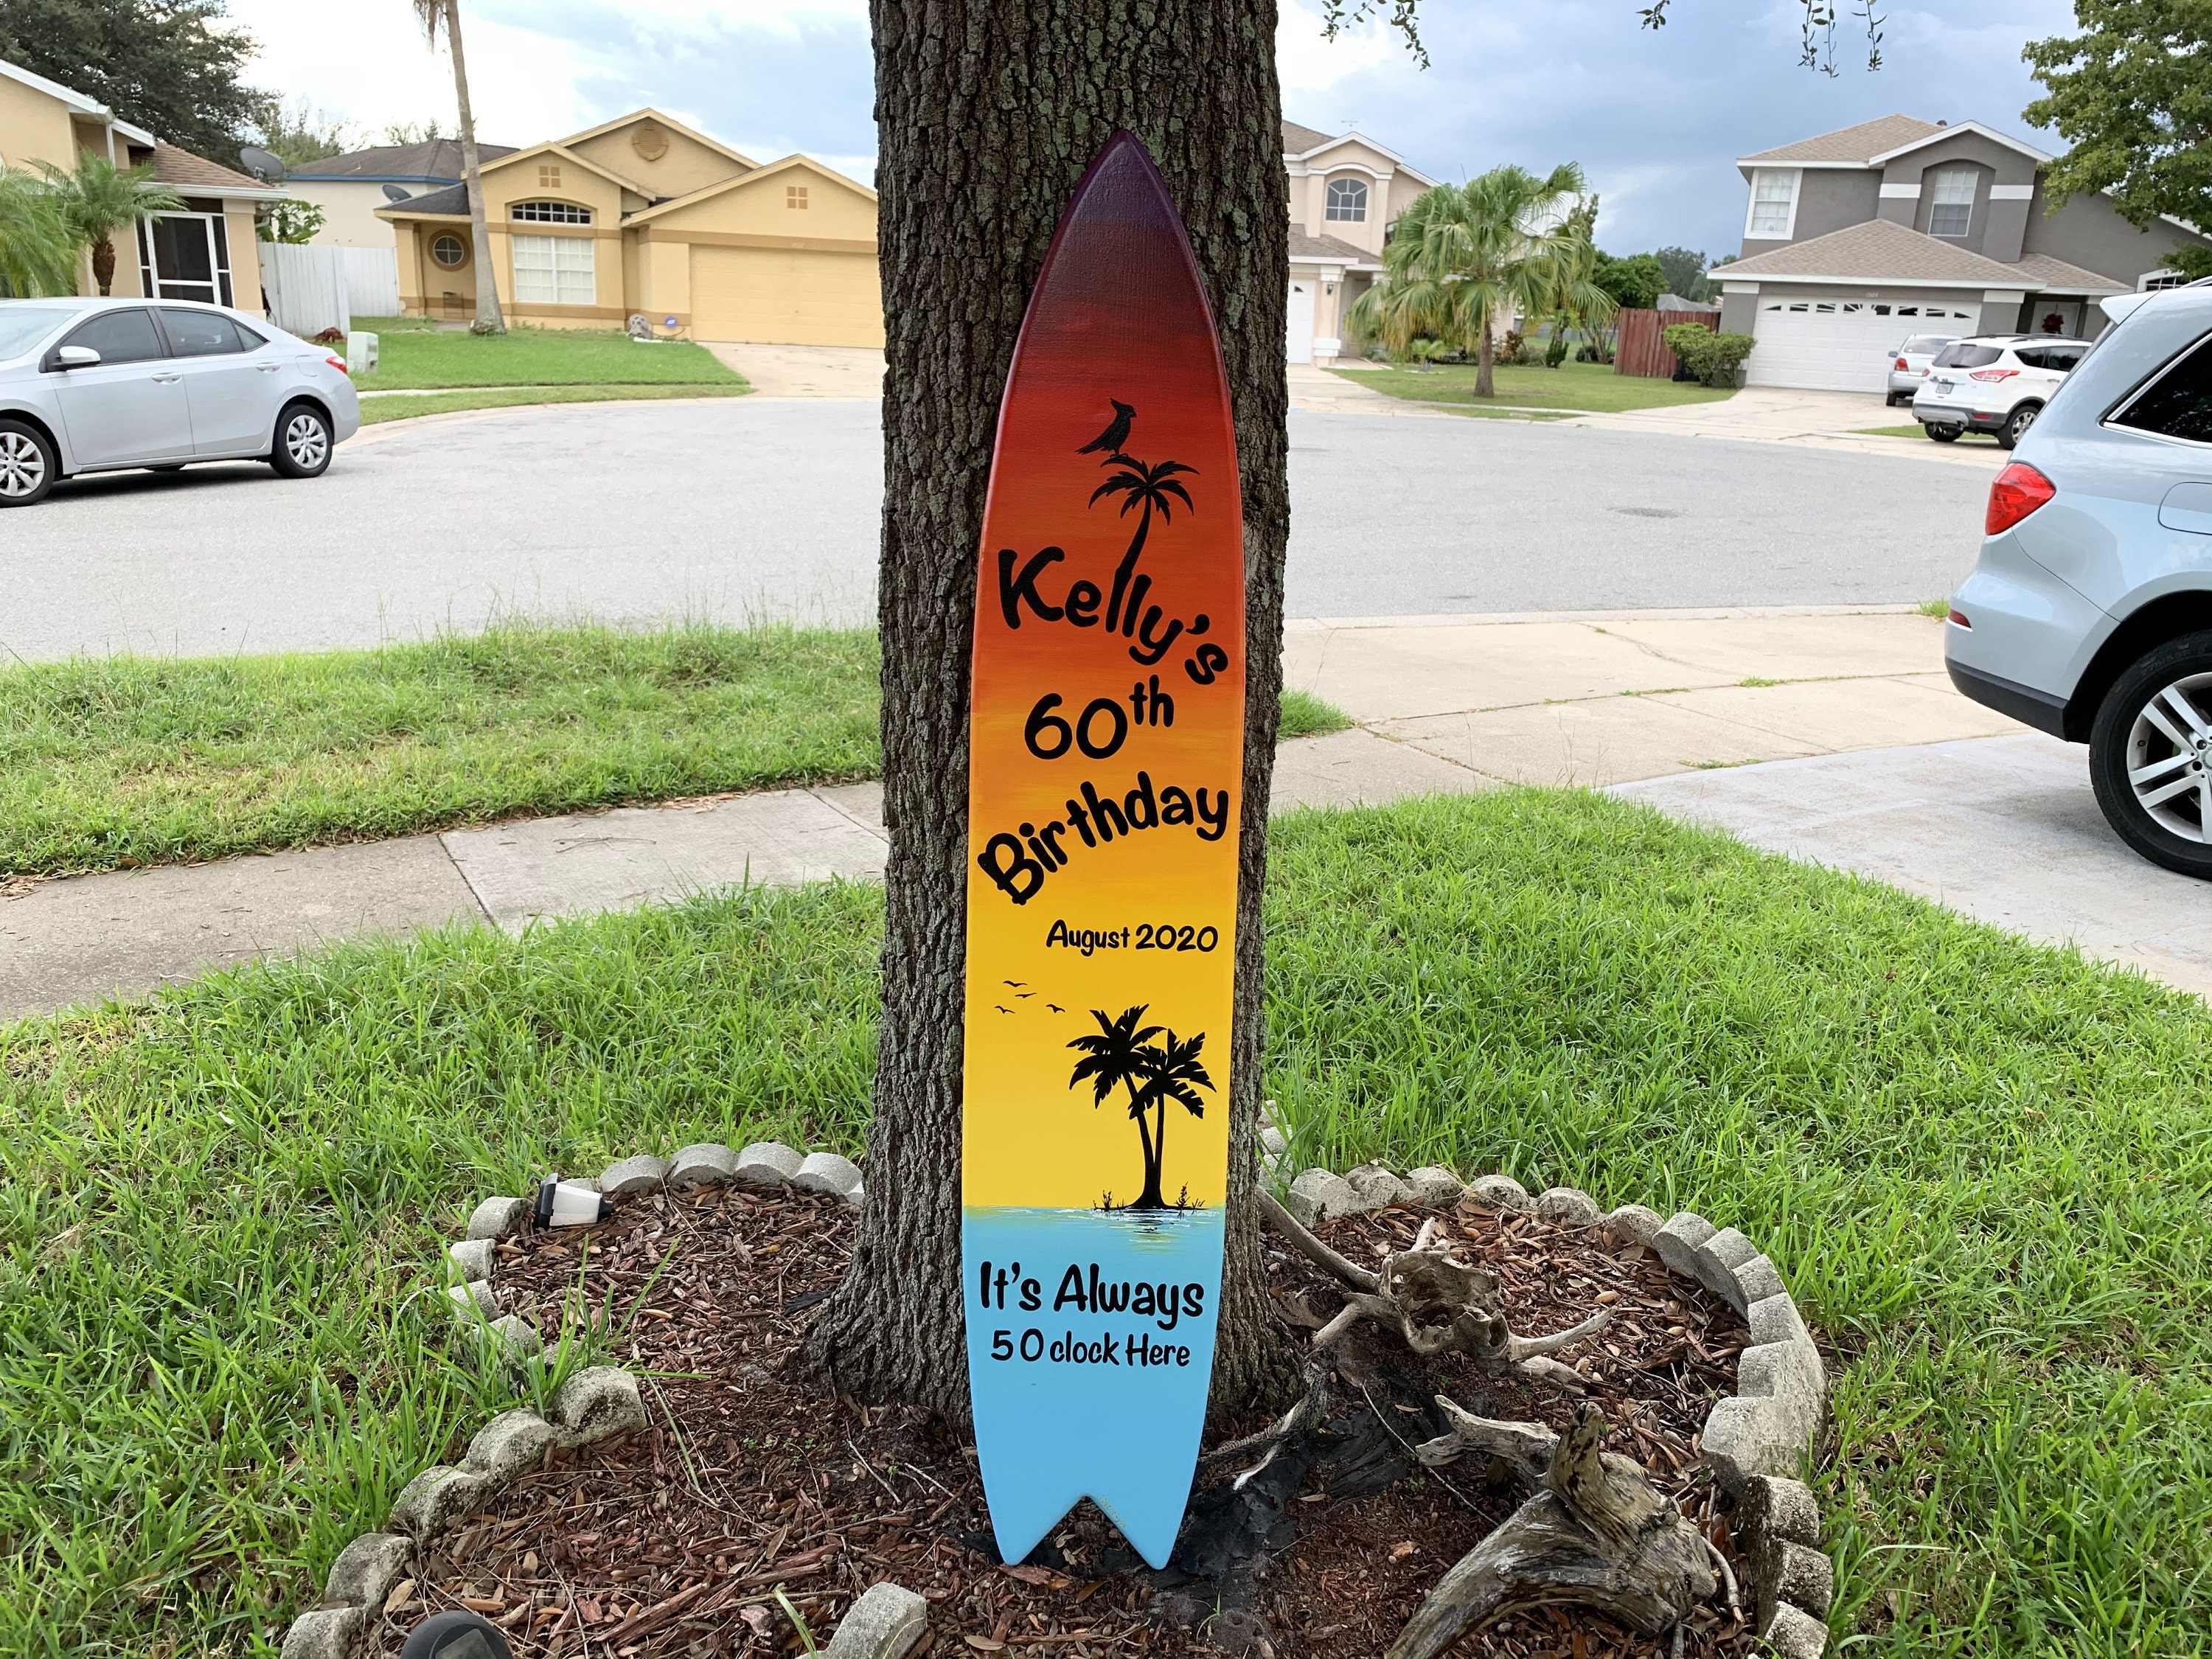 Kelly's
60th
Birthday
August 2020
It's Always
5 O clock Here